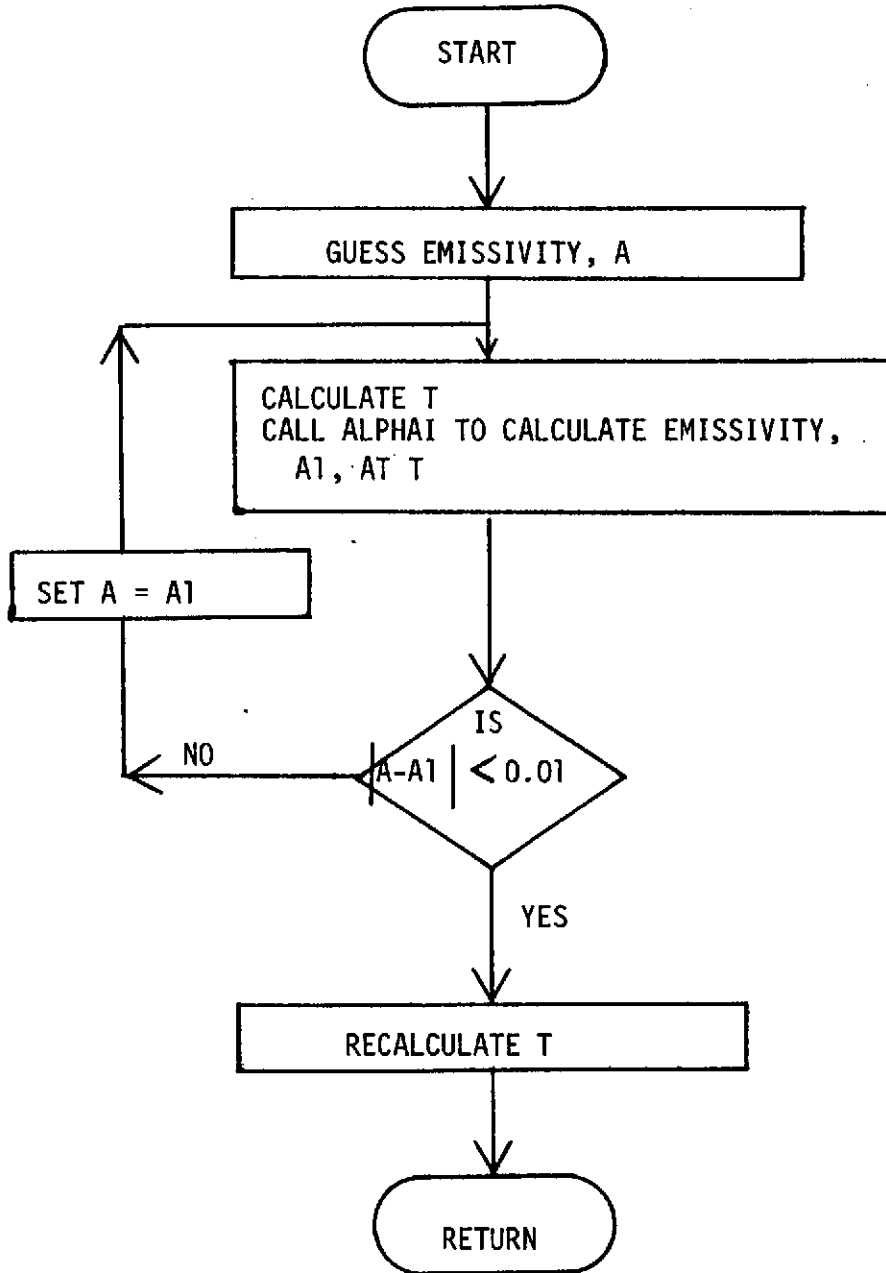 START
GUESS EMISSIVITY, A
CALCULATE T
CALL ALPHAI TO CALCULATE EMISSIVITY,
A1, AT T
SET A = A1
IS
NO
|A-A1| < 0.01
YES
RECALCULATE T
RETURN